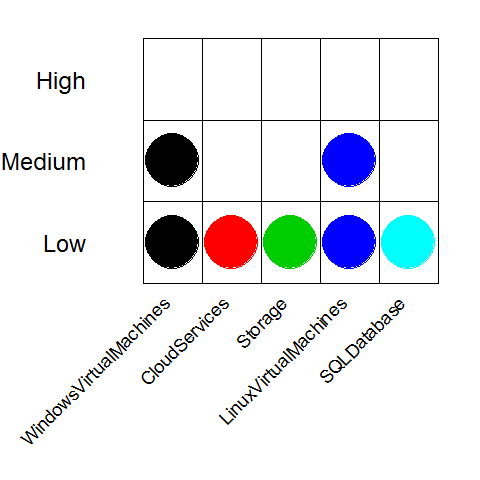 High
Medium
Low
WindowsVirtualMachines
CloudServices
Storage
LinuxVirtualMachines
SQLDatabase